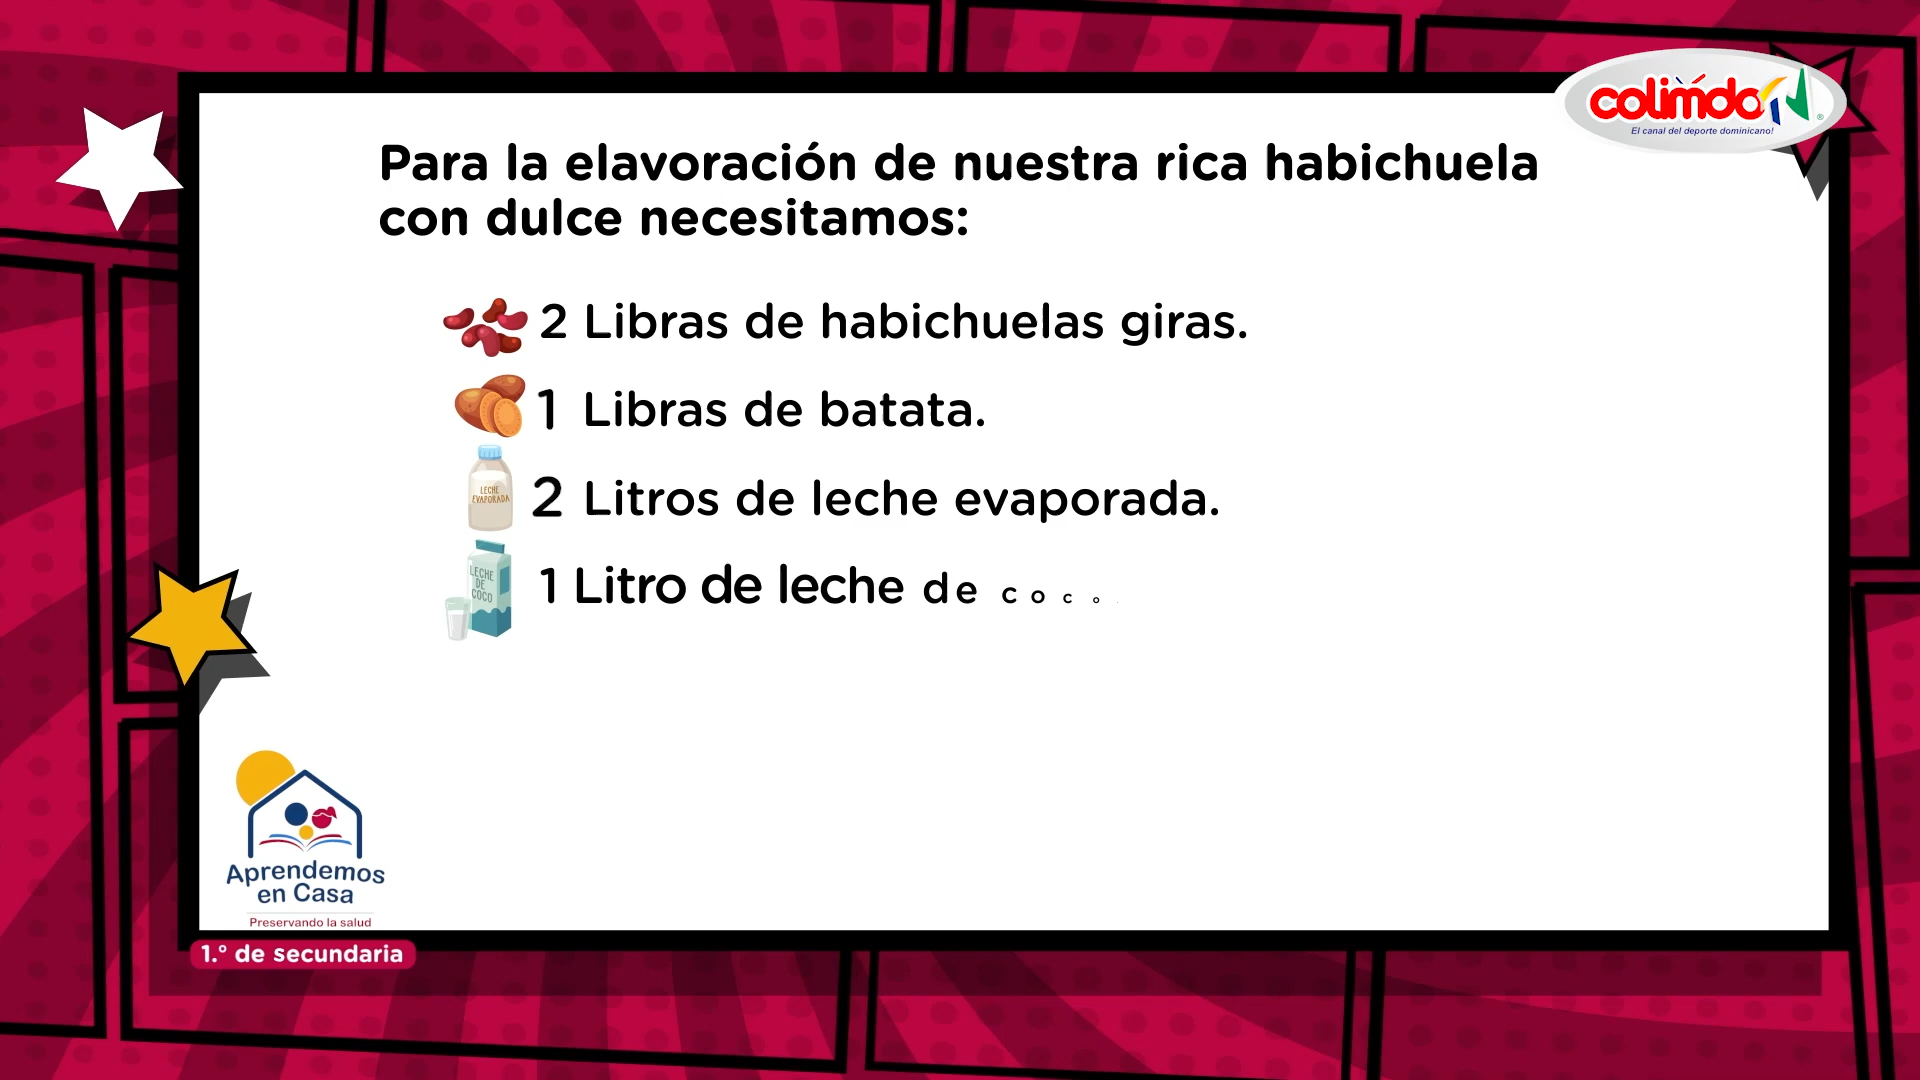 colimdo
El canal del deporte dominicano!
Para la elavoración de nuestra rica habichuela
con dulce necesitamos:
2 Libras de habichuelas giras.
1 Libras de batata.
LECHE
EVAPORADA
2 Litros de leche evaporada.
LECHE
DE
COCO
1 Litro de leche de coco.
Aprendemos
en Casa
Preservando la salud
1.° de secundaria